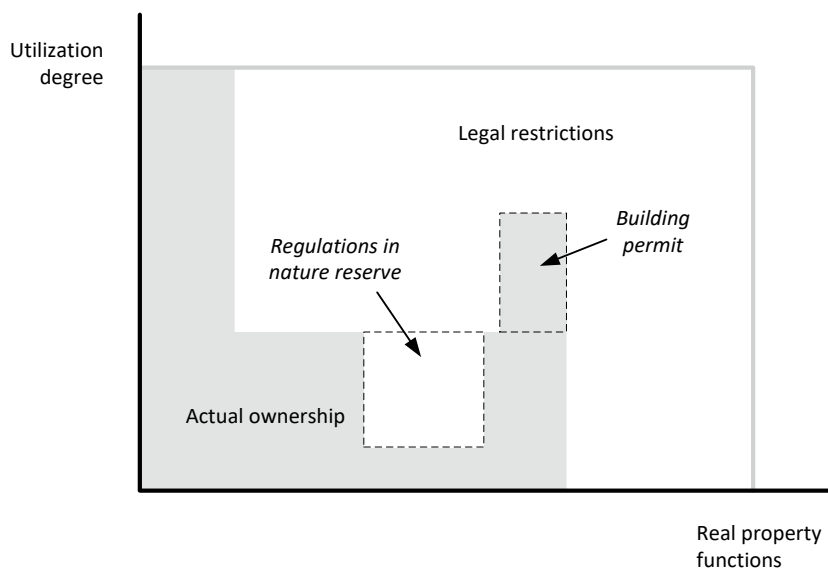 Utilization
degree
Legal restrictions
Building
permit
Regulations in
nature reserve
Actual ownership
Real property
functions